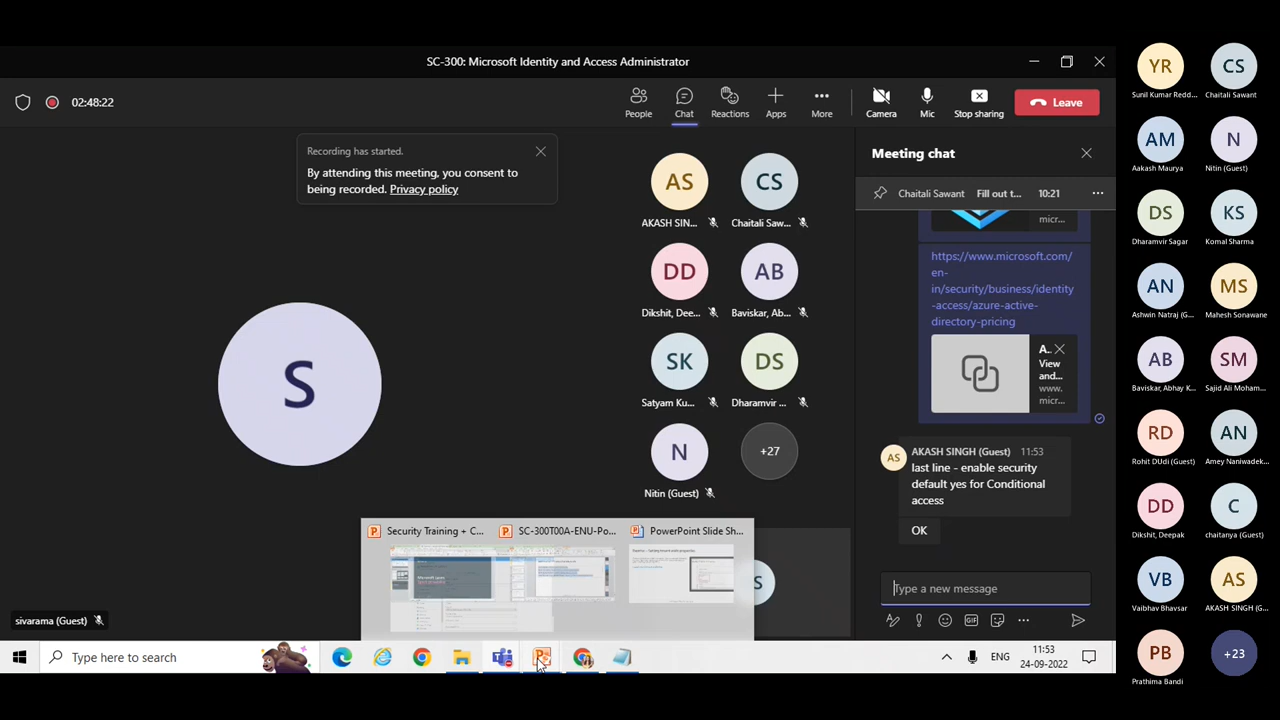 SC-300: Microsoft Identity and Access Administrator
02:48:22
People
Chat
Reactions
Apps
More
Camera
Mic
Stop sharing
Leave
Recording has started.
By attending this meeting, you consent to
being recorded. Privacy policy
S
sivarama (Guest)
AS
AKASH SIN...
CS
Chaitali Saw...
DD
Dikshit, Dee...
AB
Baviskar, Ab...
SK
Satyam Ku...
DS
Dharamvir ...
N
Nitin (Guest)
+27
S
Meeting chat
Chaitali Sawant Fill out t... 10:21
micr...
https://www.microsoft.com/
en-
in/security/business/identity
-access/azure-active-
directory-pricing
A..
View
and...
www.
micr...
AS
AKASH SINGH (Guest) 11:53
last line - enable security
default yes for Conditional
access
OK
Type a new message
GIF
Security Training + C...
SC-300T00A-ENU-Po...
PowerPoint Slide Sh...
Type here to search
ENG
11:53
24-09-2022
YR
Sunil Kumar Redd...
CS
Chaitali Sawant
AM
Aakash Maurya
N
Nitin (Guest)
DS
Dharamvir Sagar
KS
Komal Sharma
AN
Ashwin Natraj (G...
MS
Mahesh Sonawane
AB
Baviskar, Abhay K...
SM
Sajid Ali Moham...
RD
Rohit DUdi (Guest)
AN
Amey Naniwadek...
DD
Dikshit, Deepak
C
chaitanya (Guest)
VB
Vaibhav Bhavsar
AS
AKASH SINGH (G...
PB
Prathima Bandi
+23